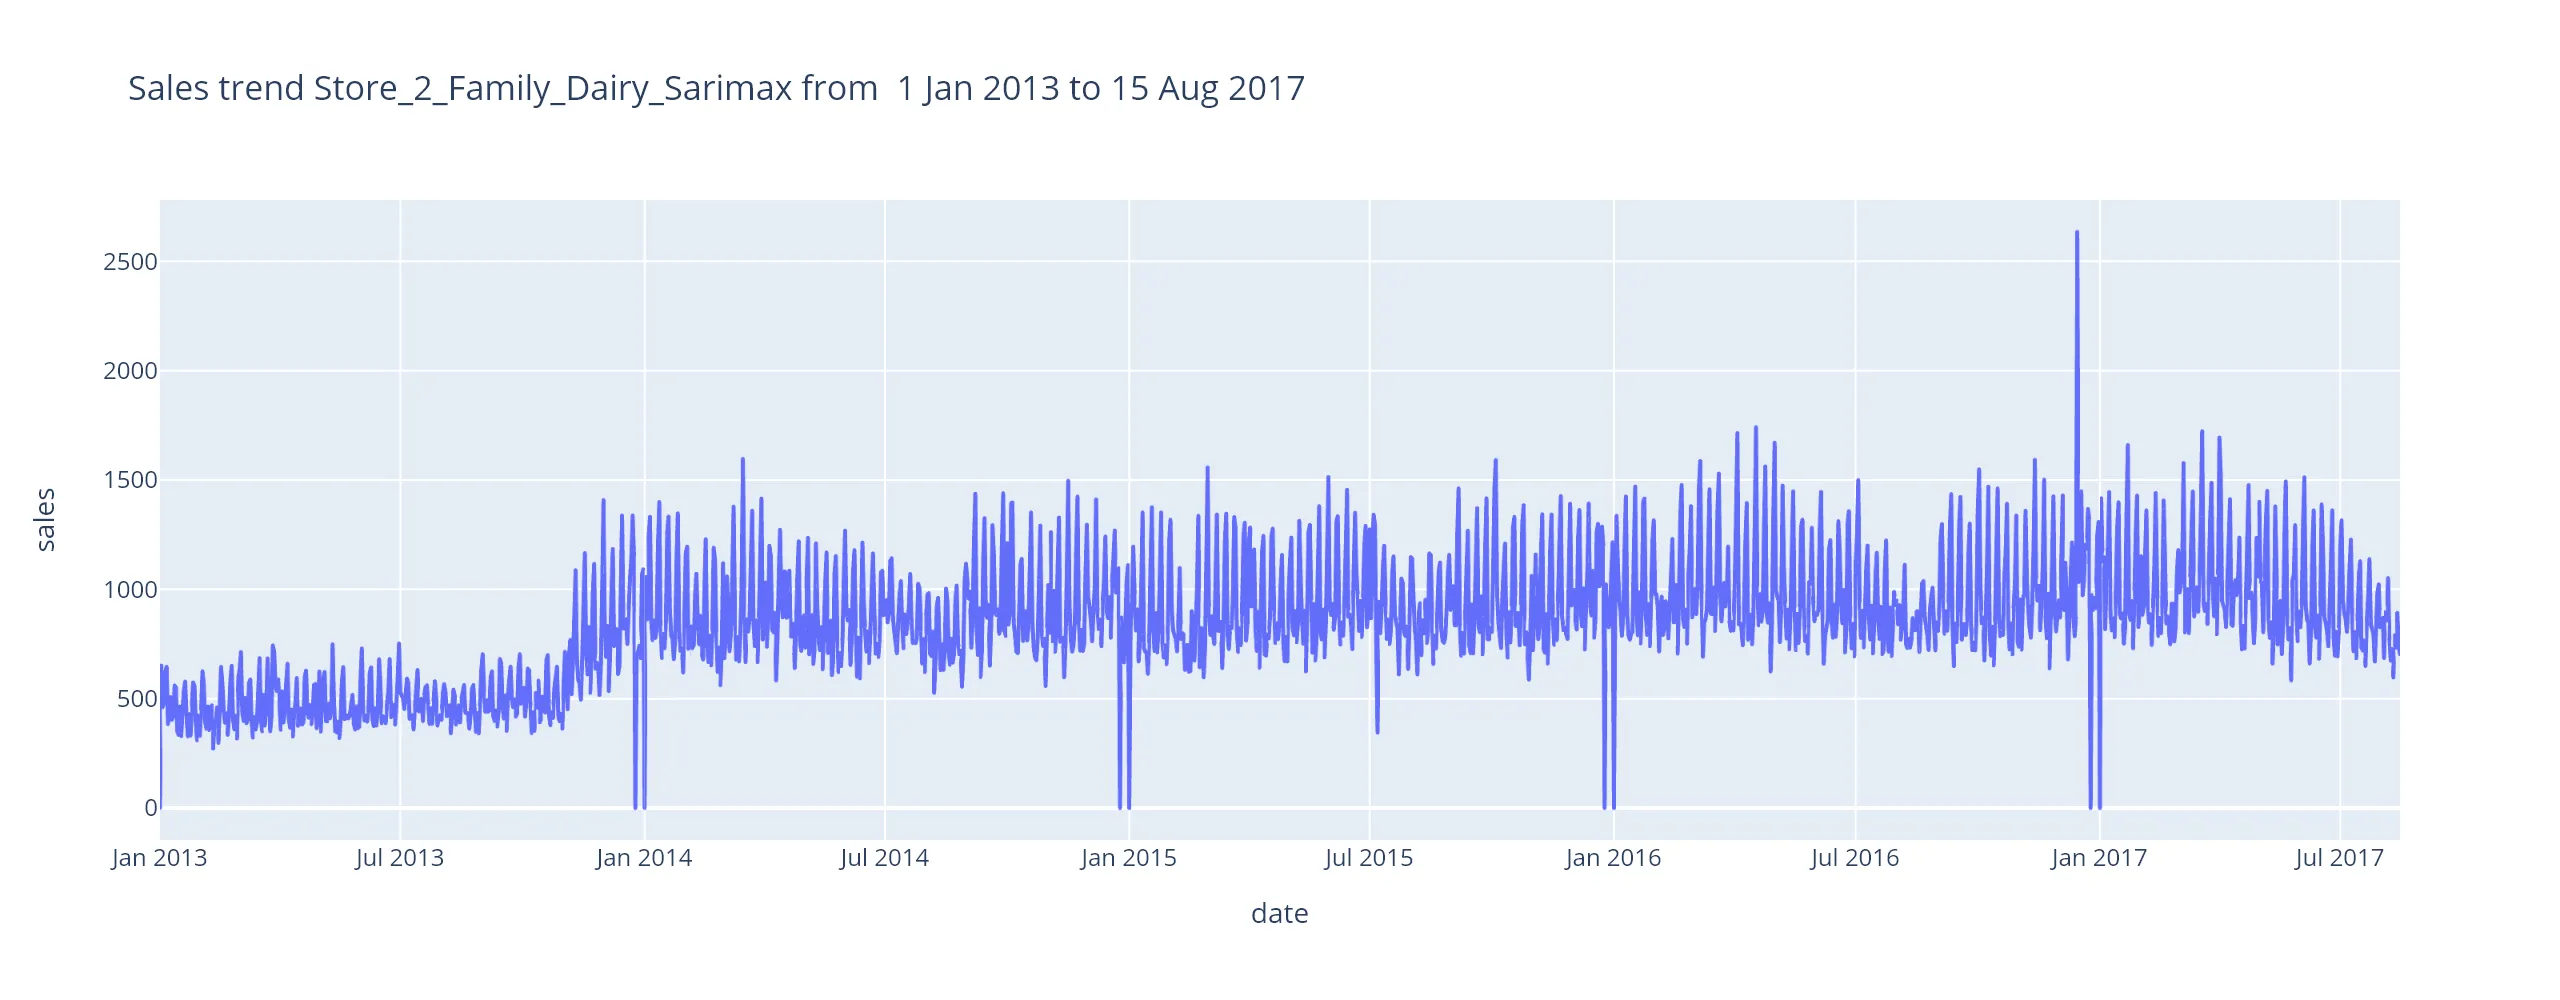 Sales trend Store_2_Family_Dairy_Sarimax from  1 Jan 2013 to 15 Aug 2017
sales
2500
2000
1500
1000
500
0
Jan 2013 Jul 2013 Jan 2014 Jul 2014 Jan 2015 Jul 2015 Jan 2016 Jul 2016 Jan 2017 Jul 2017
date